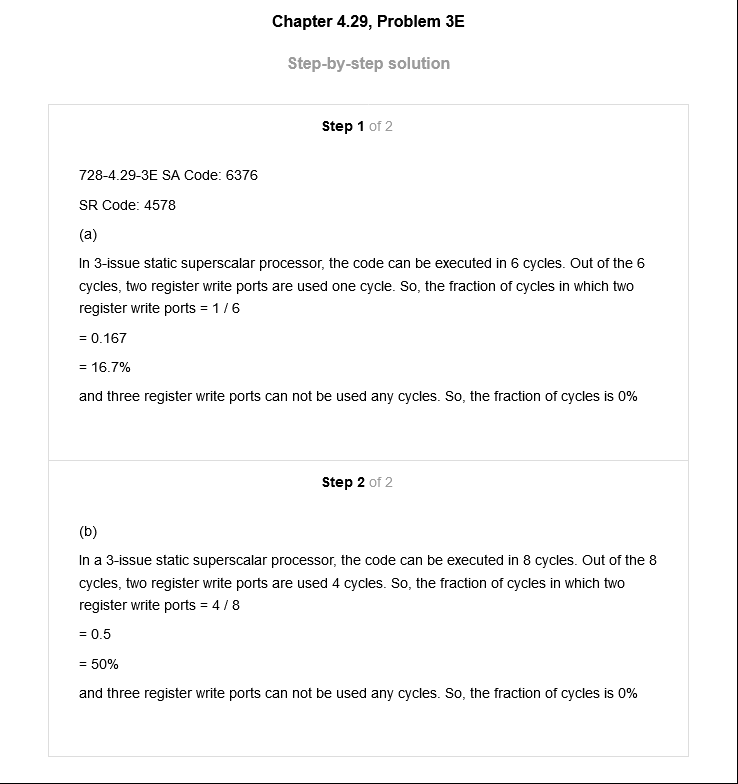 Chapter 4.29, Problem 3E
Step-by-step solution
Step 1 of 2
728-4.29-3E SA Code: 6376
SR Code: 4578
(a)
In 3-issue static superscalar processor, the code can be executed in 6 cycles. Out of the 6
cycles, two register write ports are used one cycle. So, the fraction of cycles in which two
register write ports = 1 / 6
= 0.167
= 16.7%
and three register write ports can not be used any cycles. So, the fraction of cycles is 0%
Step 2 of 2
(b)
In a 3-issue static superscalar processor, the code can be executed in 8 cycles. Out of the 8
cycles, two register write ports are used 4 cycles. So, the fraction of cycles in which two
register write ports = 4 / 8
= 0.5
= 50%
and three register write ports can not be used any cycles. So, the fraction of cycles is 0%